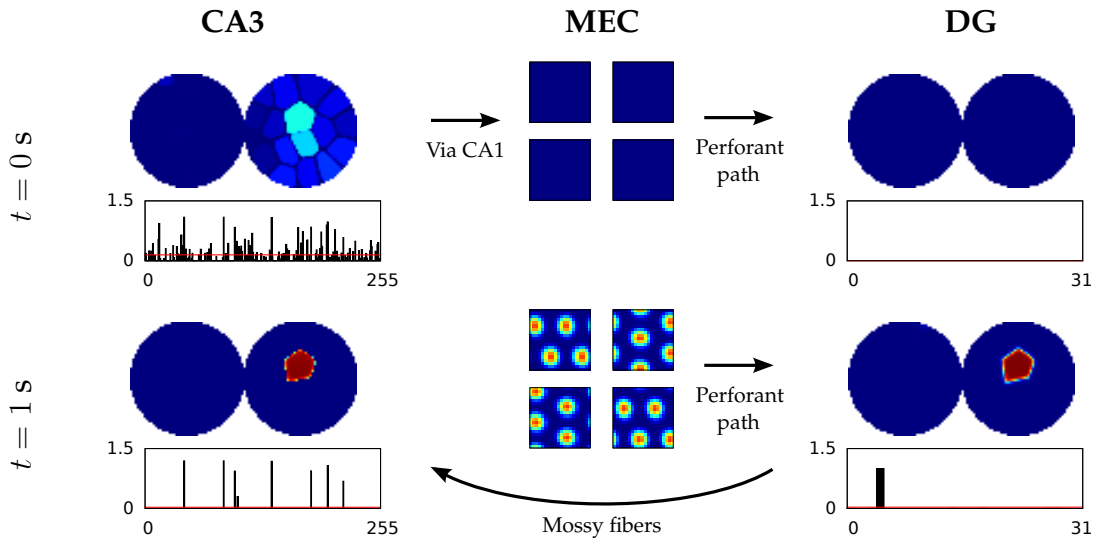 CA3 MEC DG
t = 0 s
Via CA1
Perforant
path
1.5
0
0 255
1.5
0
0 31
t = 1 s
Perforant
path
1.5
0
0 255
1.5
0
0 31
Mossy fibers